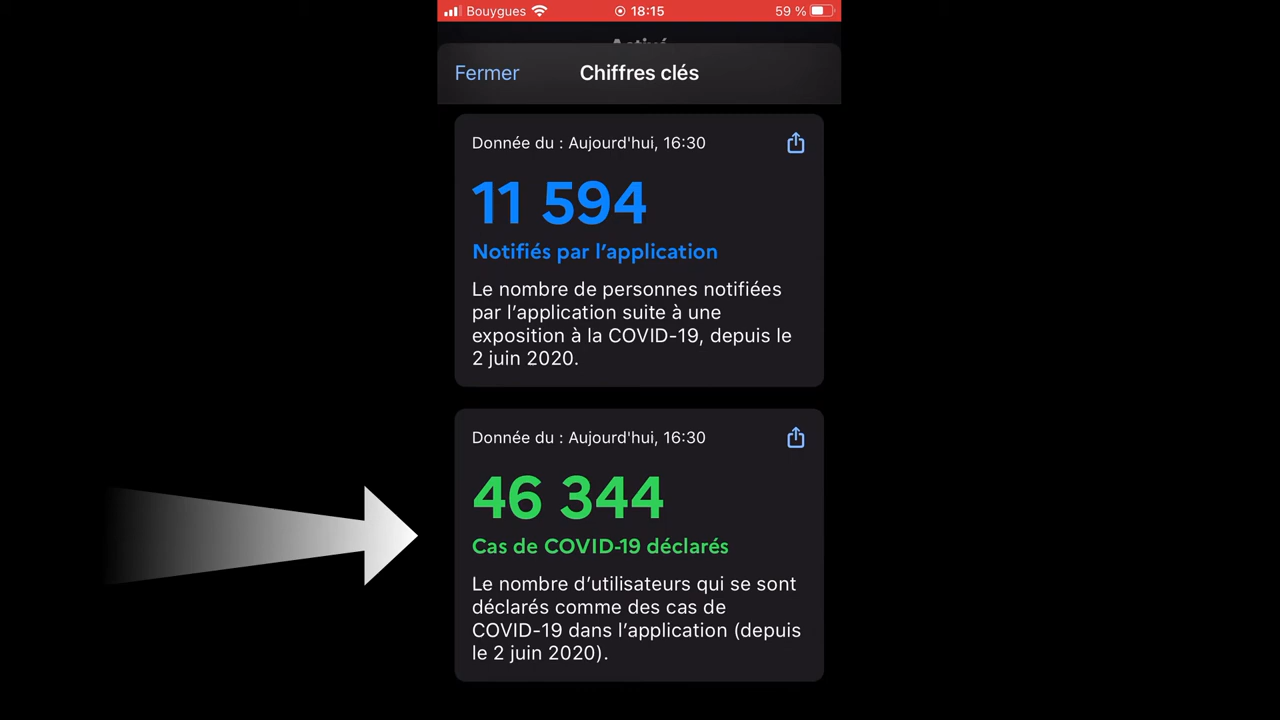 Bouygues 18:15 59 %
Activé
Fermer Chiffres clés
Donnée du : Aujourd'hui, 16:30
11 594
Notifiés par l’application
Le nombre de personnes notifiées
par l’application suite à une
exposition à la COVID-19, depuis le
2 juin 2020.
Donnée du : Aujourd'hui, 16:30
46 344
Cas de COVID-19 déclarés
Le nombre d’utilisateurs qui se sont
déclarés comme des cas de
COVID-19 dans l’application (depuis
le 2 juin 2020).